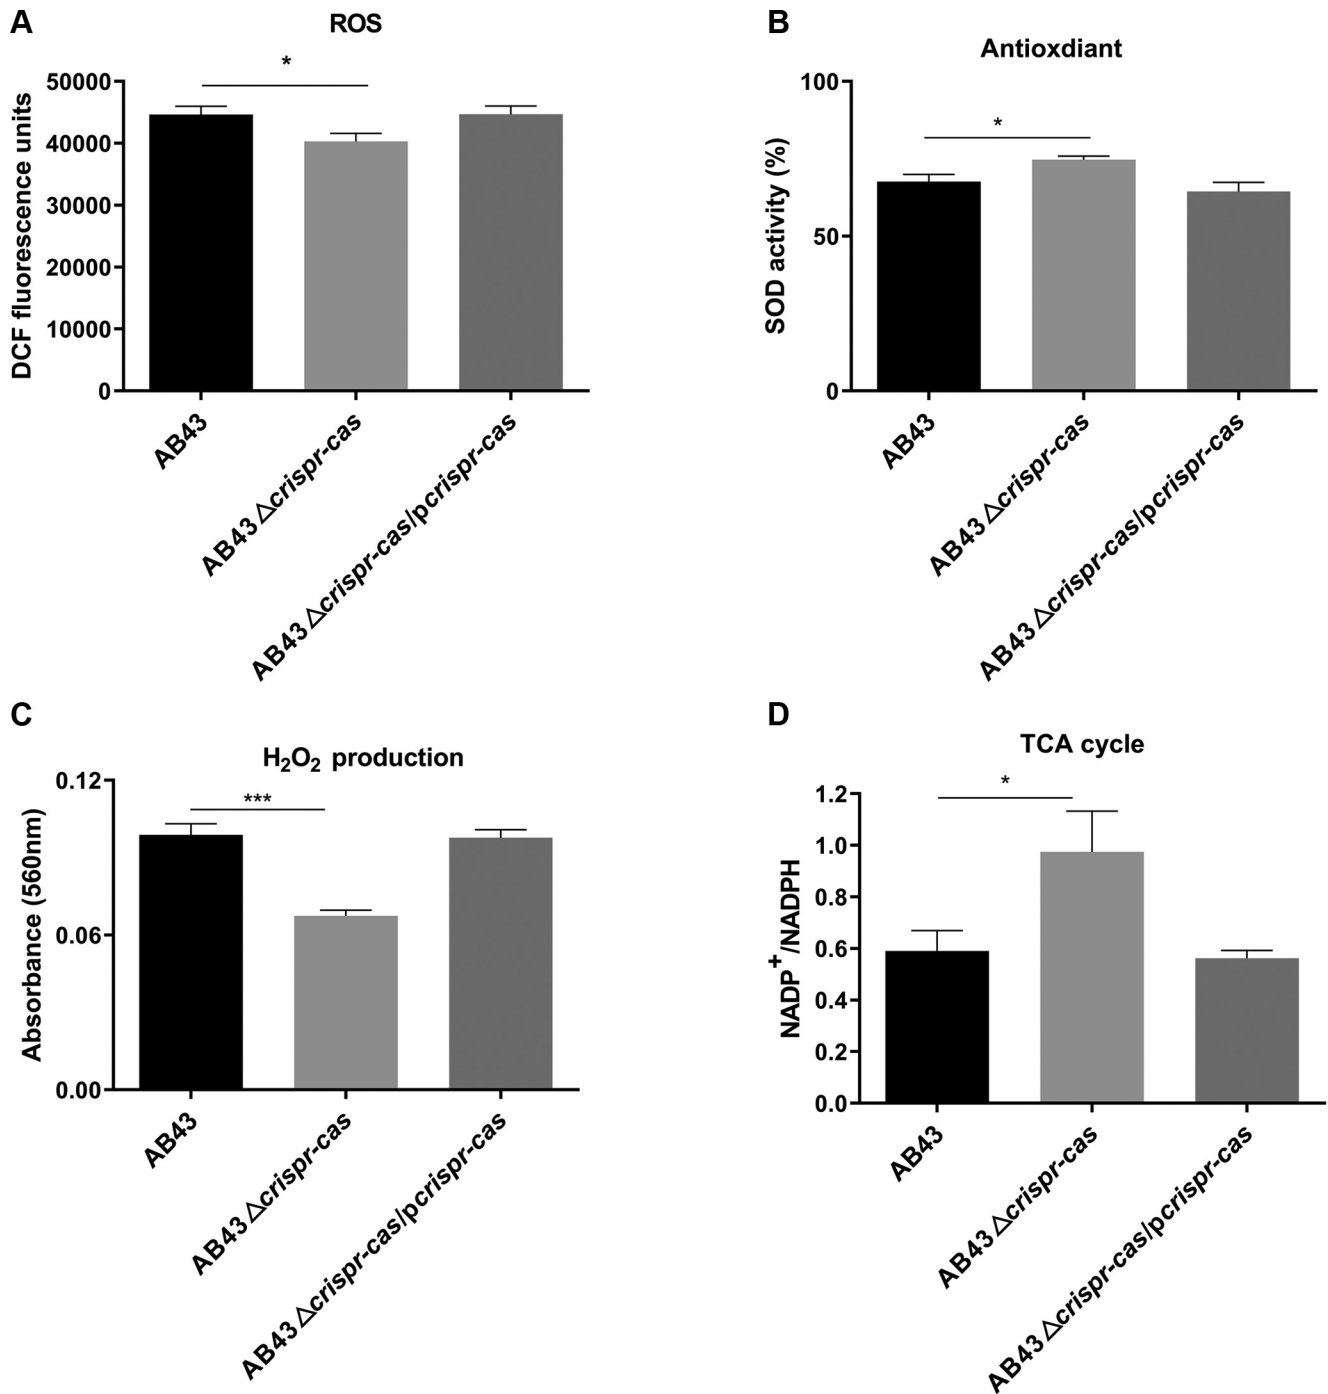 A
ROS
*
DCF fluorescence units
50000
40000
30000
20000
10000
0
AB43
AB43△crispr-cas
AB43△crispr-cas/pcrispr-cas
B
Antioxdiant
*
SOD activity (%)
100
50
0
AB43
AB43△crispr-cas
AB43△crispr-cas/pcrispr-cas
C
H₂O₂ production
***
Absorbance (560nm)
0.12
0.06
0.00
AB43
AB43△crispr-cas
AB43△crispr-cas/pcrispr-cas
D
TCA cycle
*
NADP⁺/NADPH
1.2
1.0
0.8
0.6
0.4
0.2
0.0
AB43
AB43△crispr-cas
AB43△crispr-cas/pcrispr-cas